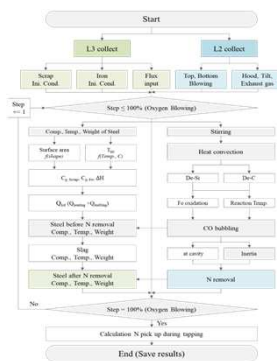 Start
L3 collect
L2 collect
Scrap
Ini. Cond.
Iron
Ini. Cond.
Flux
input
Top, Bottom
Blowing
Hood, Tilt,
Exhaust gas
Step
+= 1
Step ≤ 100% (Oxygen Blowing)
Comp., Temp., Weight of Steel
Stirring
Surface area
f(shape)
f(Temp., C)
Heat convection
De-Si
De-C
Fe oxidation
Reaction Temp.
CO bubbling
Steel before N removal
Comp., Temp., Weight
Slag
Comp., Temp., Weight
at cavity
Inertia
Steel after N removal
Comp., Temp., Weight
N removal
No
Step = 100% (Oxygen Blowing)
Yes
Calculation N pick up during tapping
End (Save results)